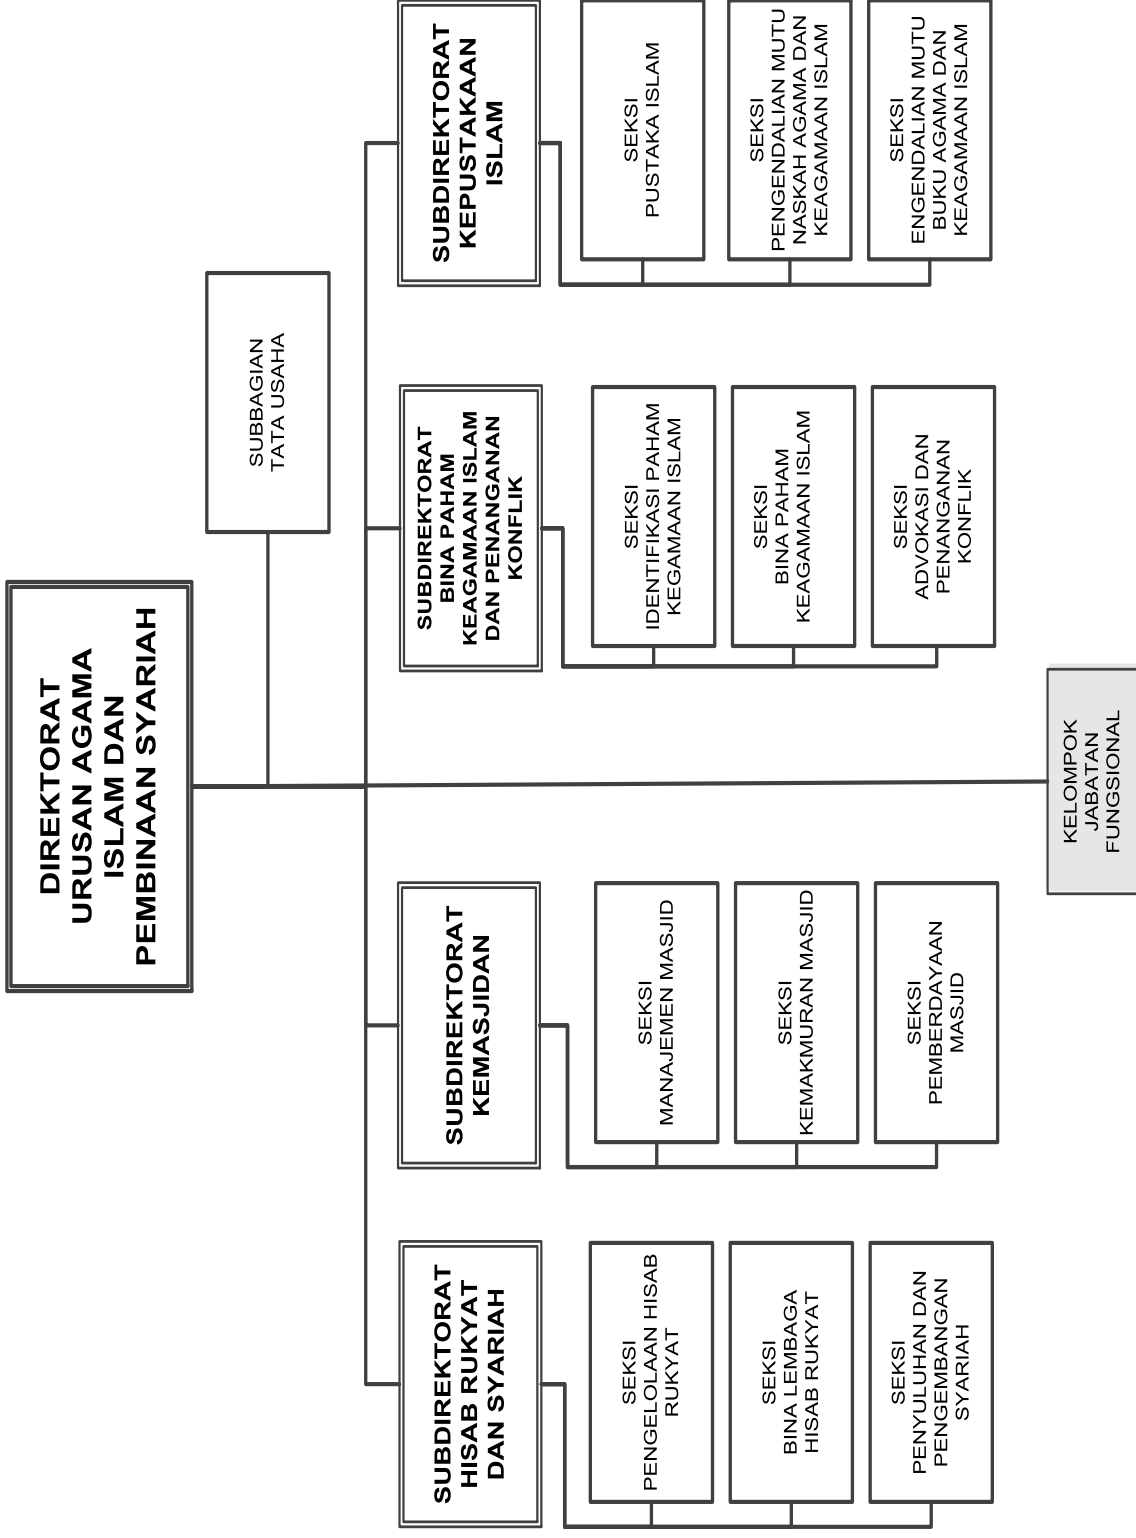 DIREKTORAT
URUSAN AGAMA
ISLAM DAN
PEMBINAAN SYARIAH
SUBBAGIAN
TATA USAHA
SUBDIREKTORAT
HISAB RUKYAT
DAN SYARIAH
SEKSI
PENGELOLAAN HISAB
RUKYAT
SEKSI
BINA LEMBAGA
HISAB RUKYAT
SEKSI
PENYULUHAN DAN
PENGEMBANGAN
SYARIAH
SUBDIREKTORAT
KEMASJIDAN
SEKSI
MANAJEMEN MASJID
SEKSI
KEMAKMURAN MASJID
SEKSI
PEMBERDAYAAN
MASJID
SUBDIREKTORAT
BINA PAHAM
KEAGAMAAN ISLAM
DAN PENANGANAN
KONFLIK
SEKSI
IDENTIFIKASI PAHAM
KEGAMAAN ISLAM
SEKSI
BINA PAHAM
KEAGAMAAN ISLAM
SEKSI
ADVOKASI DAN
PENANGANAN
KONFLIK
SUBDIREKTORAT
KEPUSTAKAAN
ISLAM
SEKSI
PUSTAKA ISLAM
SEKSI
PENGENDALIAN MUTU
NASKAH AGAMA DAN
KEAGAMAAN ISLAM
SEKSI
ENGENDALIAN MUTU
BUKU AGAMA DAN
KEAGAMAAN ISLAM
KELOMPOK
JABATAN
FUNGSIONAL